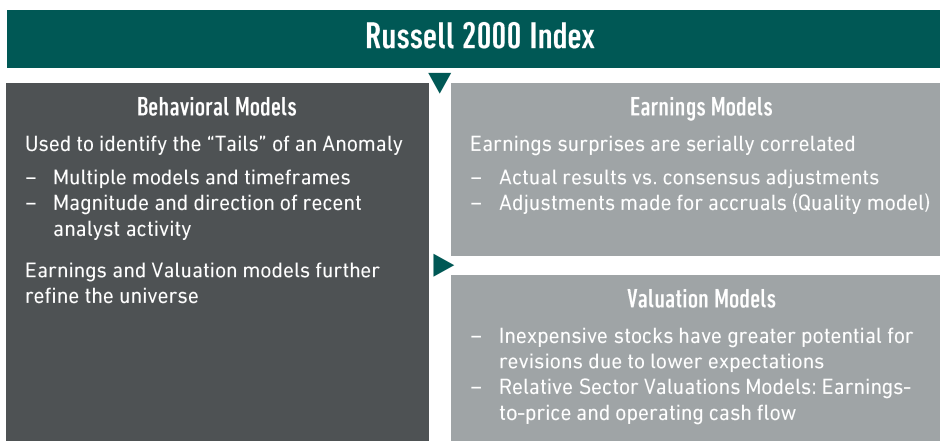 Russell 2000 Index
Behavioral Models
Used to identify the “Tails” of an Anomaly
– Multiple models and timeframes
– Magnitude and direction of recent
analyst activity
Earnings and Valuation models further
refine the universe
Earnings Models
Earnings surprises are serially correlated
– Actual results vs. consensus adjustments
– Adjustments made for accruals (Quality model)
Valuation Models
– Inexpensive stocks have greater potential for
revisions due to lower expectations
– Relative Sector Valuations Models: Earnings-
to-price and operating cash flow